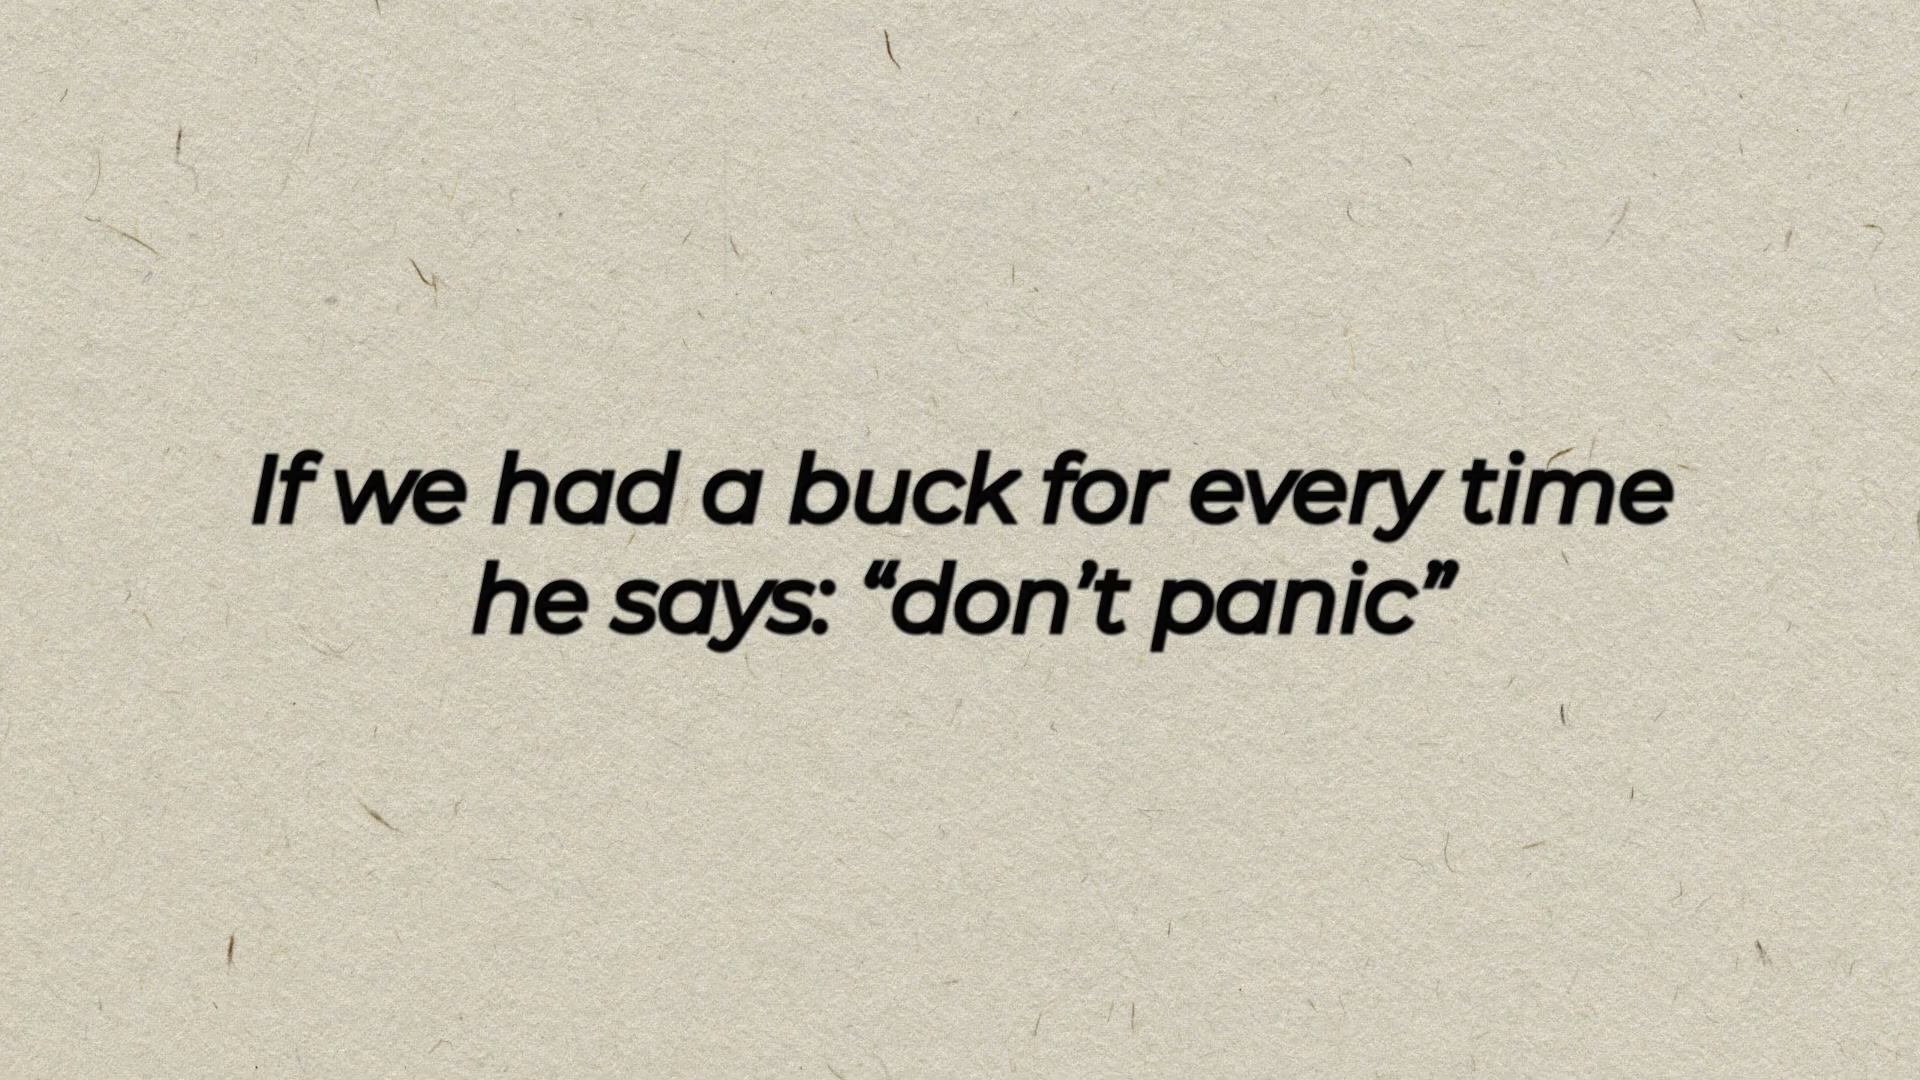 If we had a buck for every time
he says: “don’t panic”